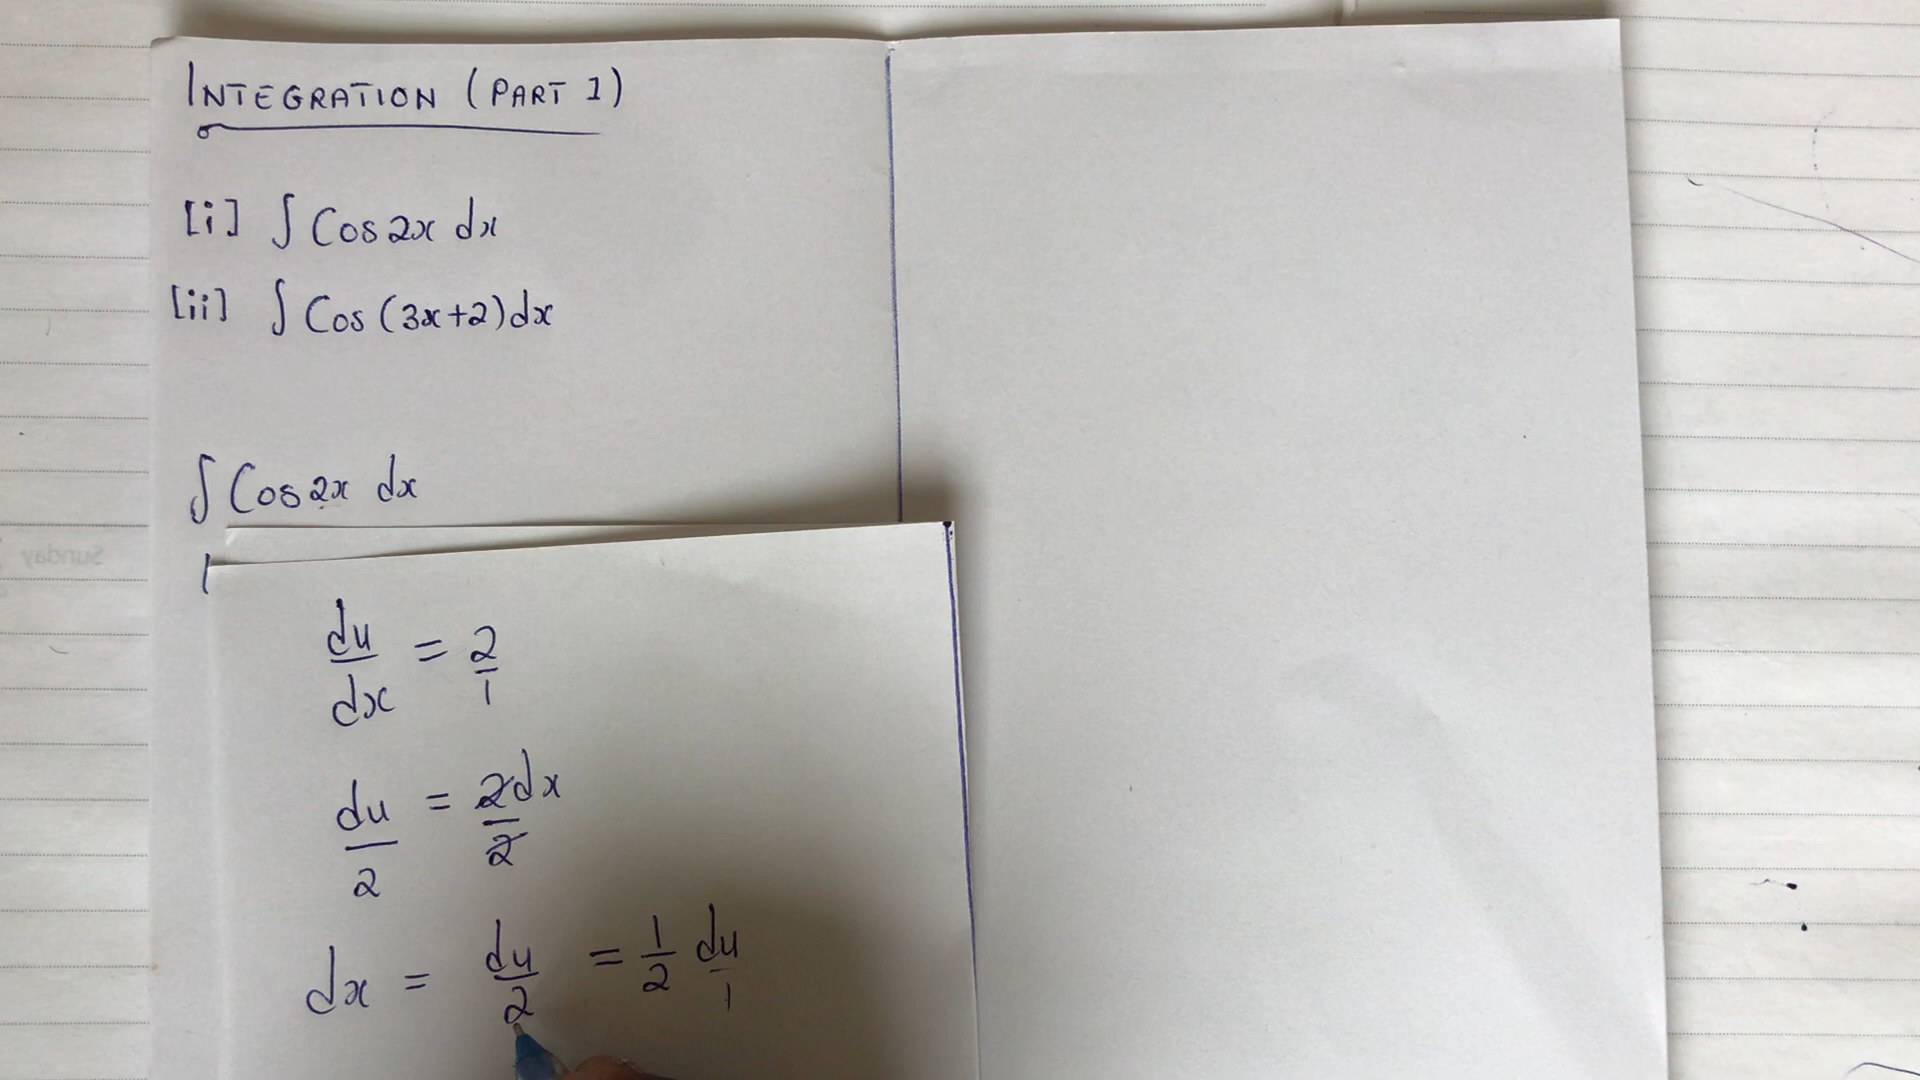 INTEGRATION (PART 1)
[i] ∫ Cos 2x dx
[ii] ∫ Cos (3x+2) dx
∫ Cos 2x dx
du/dx = 2/1
du/2 = 2dx/2
dx = du/2 = 1/2 du/1
Sunday